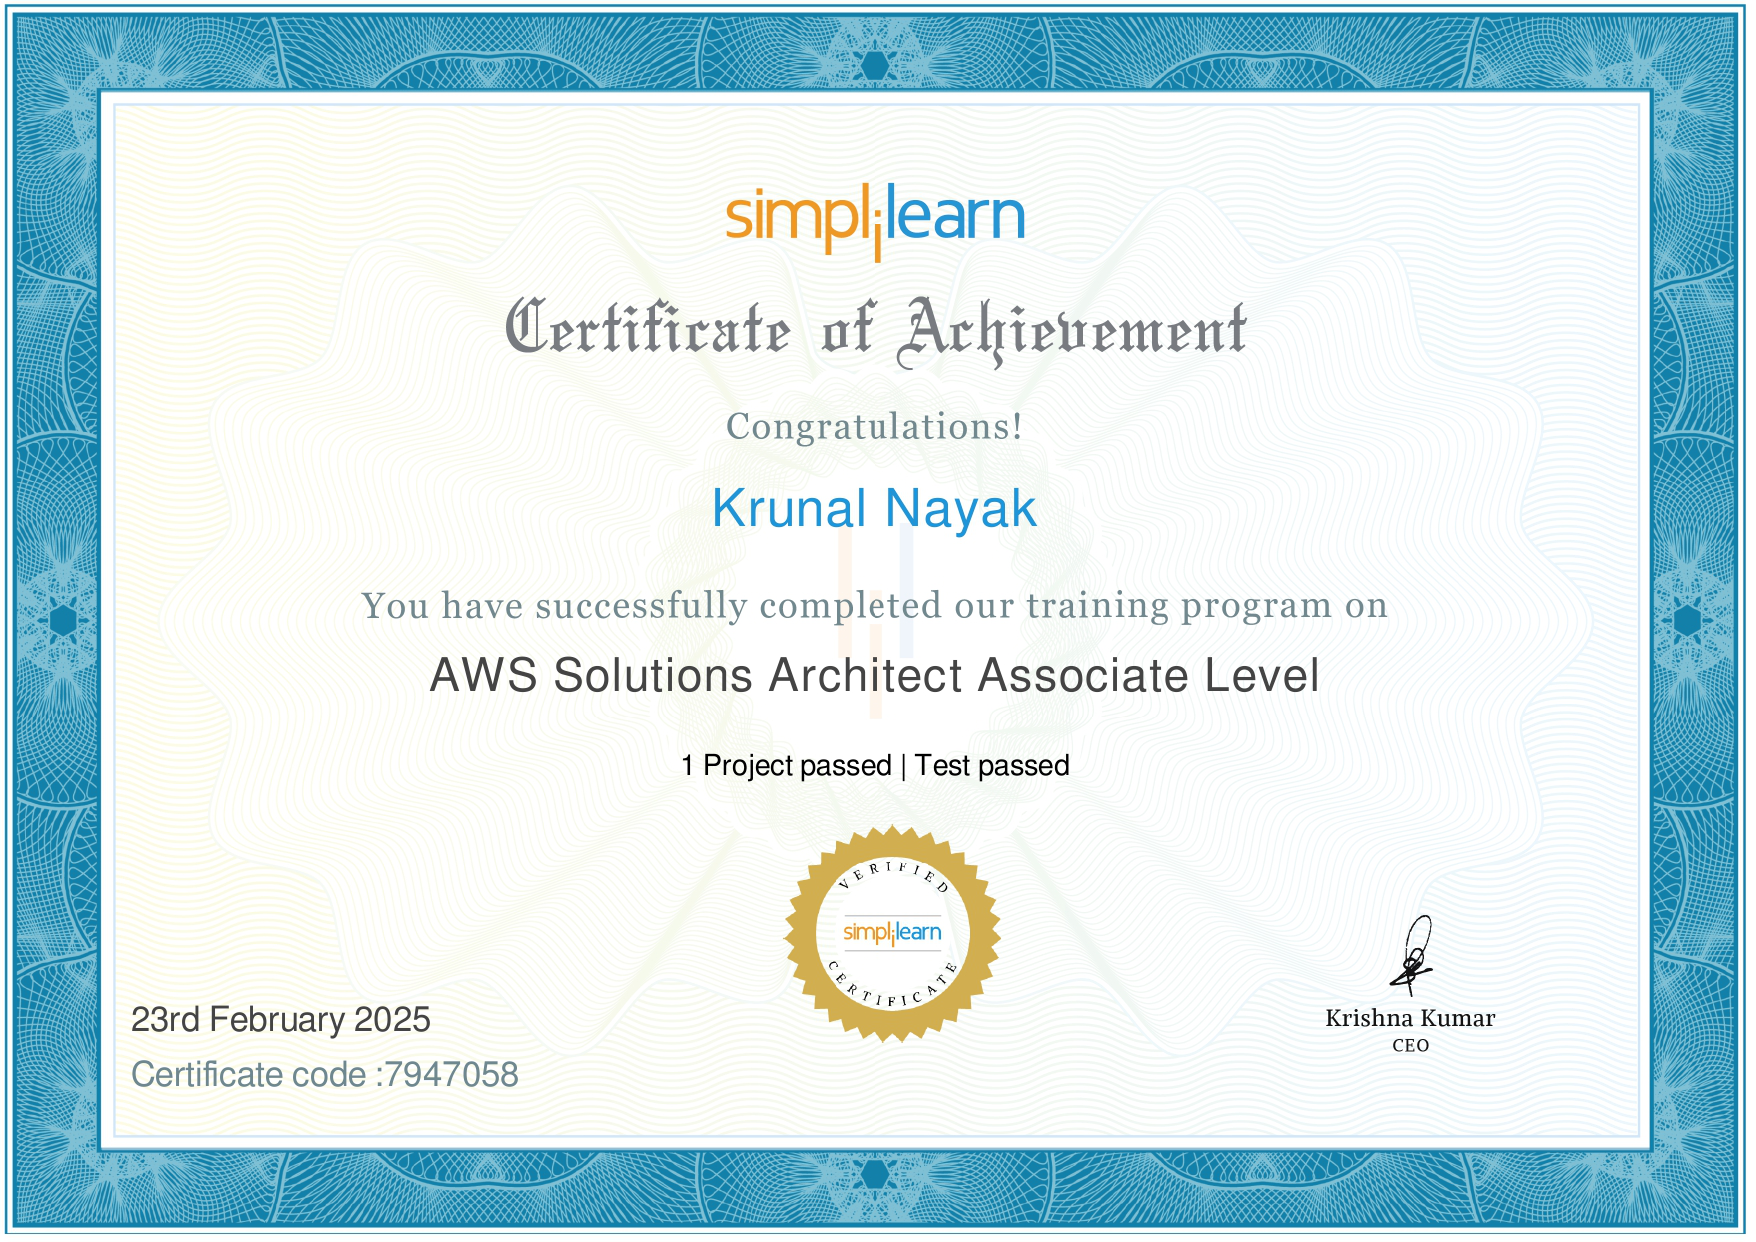 simplilearn
Certificate of Achievement
Congratulations!
Krunal Nayak
You have successfully completed our training program on
AWS Solutions Architect Associate Level
1 Project passed | Test passed
VERIFIED
simplilearn
CERTIFICATE
23rd February 2025
Certificate code :7947058
Krishna Kumar
CEO